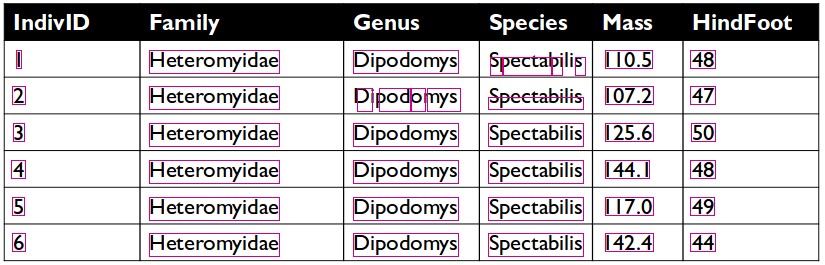 IndivID Family Genus Species Mass HindFoot
1 Heteromyidae Dipodomys Spectabilis 110.5 48
2 Heteromyidae Dipodomys Spectabilis 107.2 47
3 Heteromyidae Dipodomys Spectabilis 125.6 50
4 Heteromyidae Dipodomys Spectabilis 144.1 48
5 Heteromyidae Dipodomys Spectabilis 117.0 49
6 Heteromyidae Dipodomys Spectabilis 142.4 44